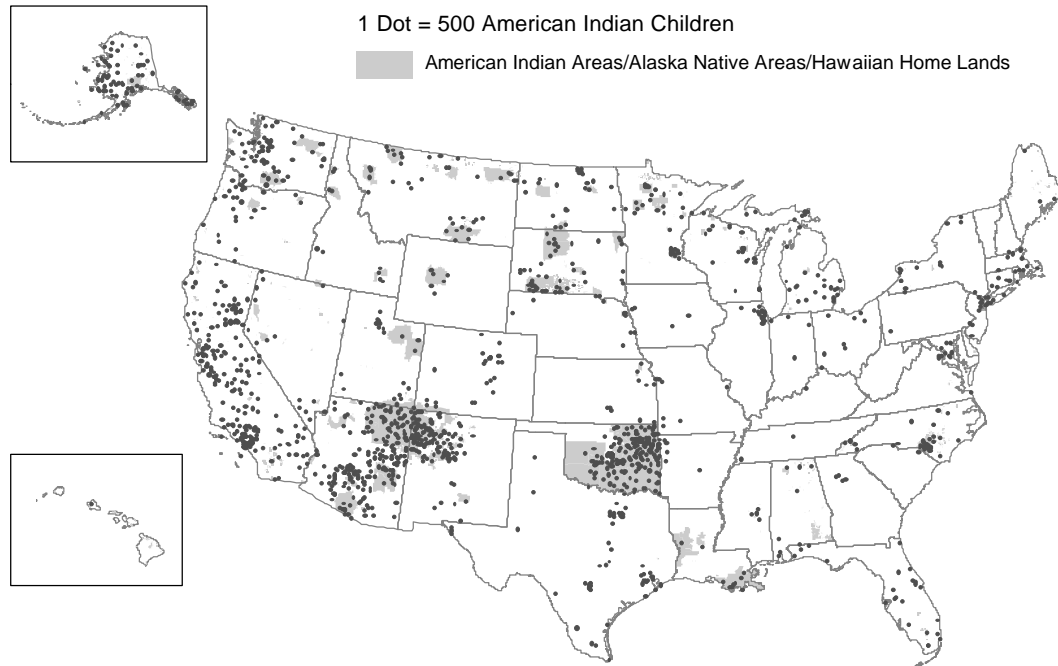 1 Dot = 500 American Indian Children
American Indian Areas/Alaska Native Areas/Hawaiian Home Lands